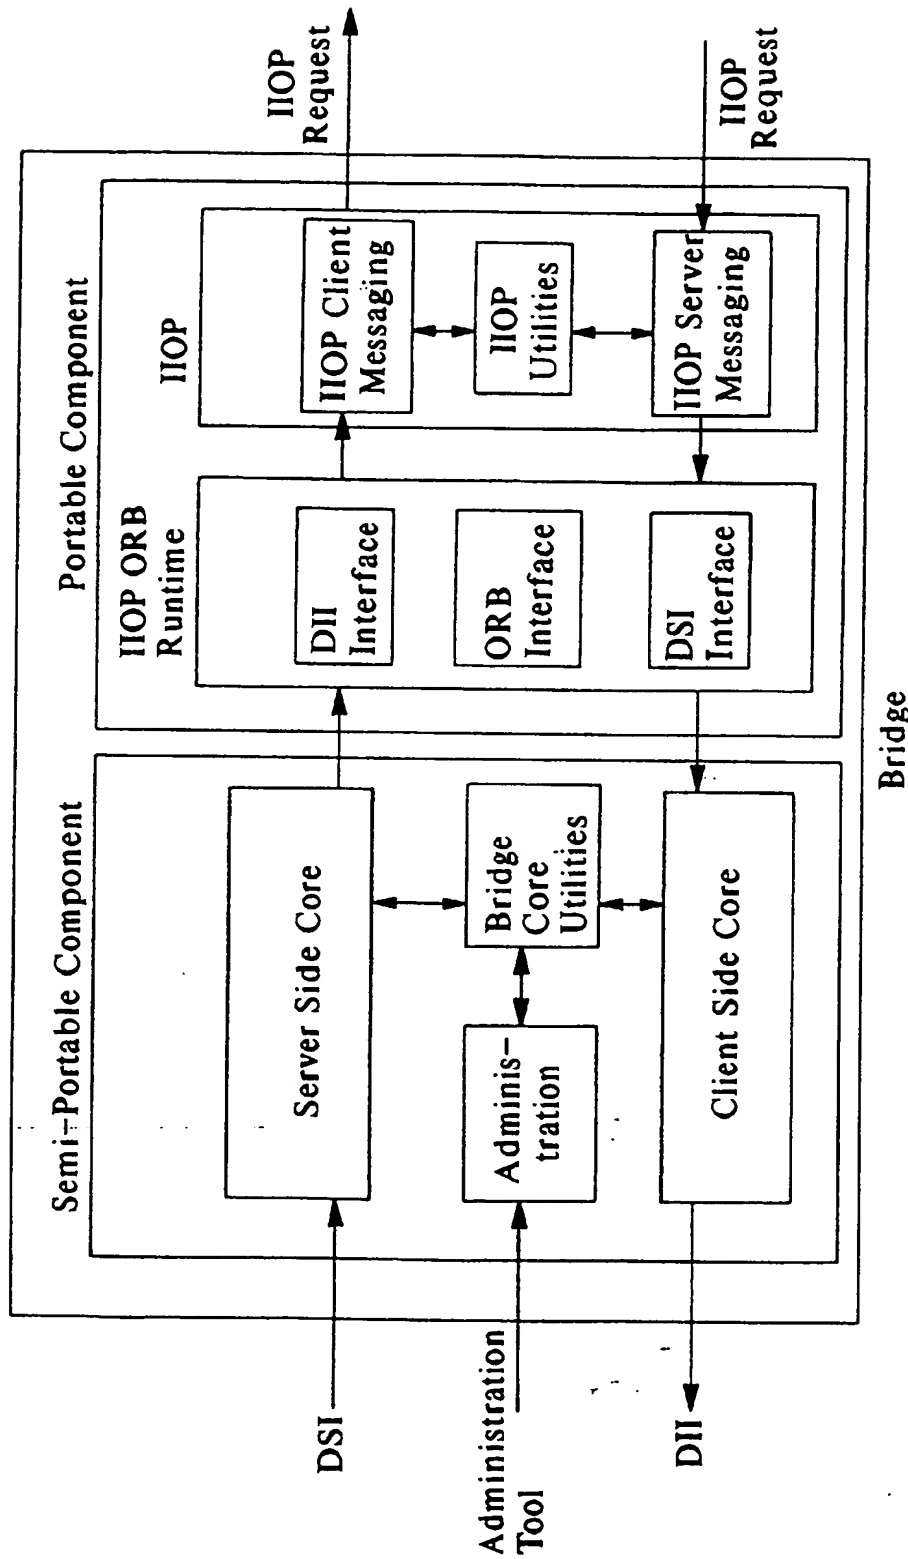 Semi-Portable Component
Portable Component
IIOP ORB
Runtime
IIOP
DSI
Server Side Core
DII
Interface
IIOP Client
Messaging
IIOP
Request
Administration
Tool
Adminis-
tration
Bridge
Core
Utilities
ORB
Interface
IIOP
Utilities
DII
Client Side Core
DSI
Interface
IIOP Server
Messaging
IIOP
Request
Bridge